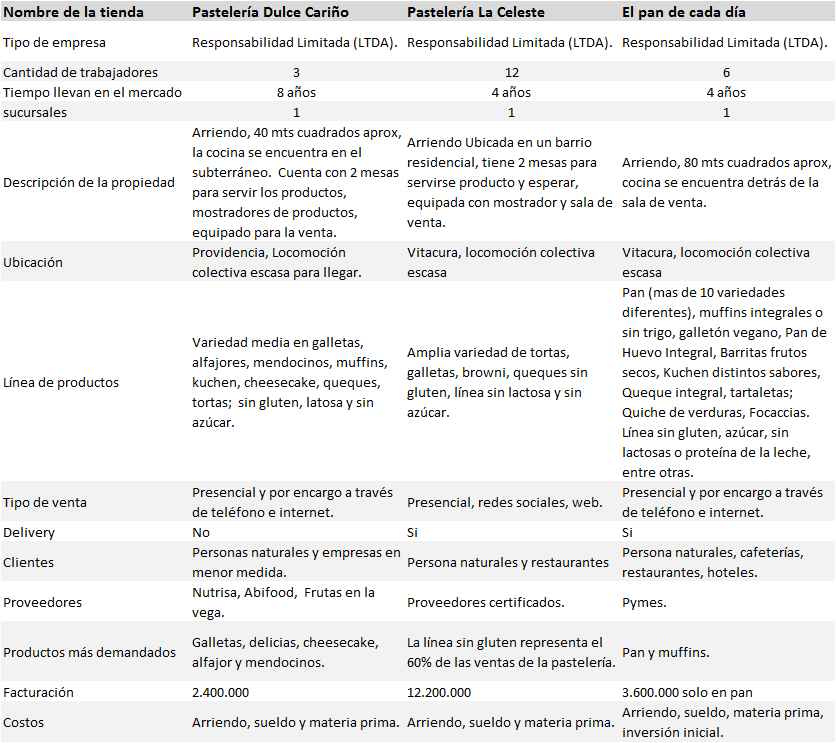 Nombre de la tienda
Pastelería Dulce Cariño
Pastelería La Celeste
El pan de cada día
Tipo de empresa
Responsabilidad Limitada (LTDA).
Responsabilidad Limitada (LTDA).
Responsabilidad Limitada (LTDA).
Cantidad de trabajadores
3
12
6
Tiempo llevan en el mercado
8 años
4 años
4 años
sucursales
1
1
1
Descripción de la propiedad
Arriendo, 40 mts cuadrados aprox,
la cocina se encuentra en el
subterráneo.  Cuenta con 2 mesas
para servir los productos,
mostradores de productos,
equipado para la venta.
Arriendo Ubicada en un barrio
residencial, tiene 2 mesas para
servirse producto y esperar,
equipada con mostrador y sala de
venta.
Arriendo, 80 mts cuadrados aprox,
cocina se encuentra detrás de la
sala de venta.
Ubicación
Providencia, Locomoción
colectiva escasa para llegar.
Vitacura, locomoción colectiva
escasa
Vitacura, locomoción colectiva
escasa
Línea de productos
Variedad media en galletas,
alfajores, mendocinos, muffins,
kuchen, cheesecake, queques,
tortas;  sin gluten, latosa y sin
azúcar.
Amplia variedad de tortas,
galletas, browni, queques sin
gluten, línea sin lactosa y sin
azúcar.
Pan (mas de 10 variedades
diferentes), muffins integrales o
sin trigo, galletón vegano, Pan de
Huevo Integral, Barritas frutos
secos, Kuchen distintos sabores,
Queque integral, tartaletas;
Quiche de verduras, Focaccias.
Línea sin gluten, azúcar, sin
lactosas o proteína de la leche,
entre otras.
Tipo de venta
Presencial y por encargo a través
de teléfono e internet.
Presencial, redes sociales, web.
Presencial y por encargo a través
de teléfono e internet.
Delivery
No
Si
Si
Clientes
Personas naturales y empresas en
menor medida.
Persona naturales y restaurantes
Persona naturales, cafeterías,
restaurantes, hoteles.
Proveedores
Nutrisa, Abifood,  Frutas en la
vega.
Proveedores certificados.
Pymes.
Productos más demandados
Galletas, delicias, cheesecake,
alfajor y mendocinos.
La línea sin gluten representa el
60% de las ventas de la pastelería.
Pan y muffins.
Facturación
2.400.000
12.200.000
3.600.000 solo en pan
Costos
Arriendo, sueldo y materia prima.
Arriendo, sueldo y materia prima.
Arriendo, sueldo, materia prima,
inversión inicial.